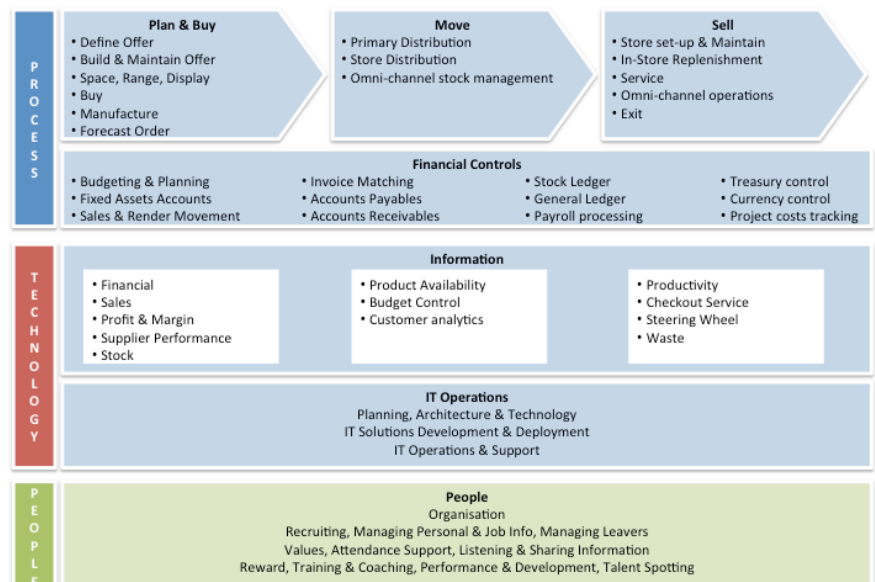 PROCESS
Plan & Buy
• Define Offer
• Build & Maintain Offer
• Space, Range, Display
• Buy
• Manufacture
• Forecast Order
Move
• Primary Distribution
• Store Distribution
• Omni-channel stock management
Sell
• Store set-up & Maintain
• In-Store Replenishment
• Service
• Omni-channel operations
• Exit
Financial Controls
• Budgeting & Planning
• Fixed Assets Accounts
• Sales & Render Movement
• Invoice Matching
• Accounts Payables
• Accounts Receivables
• Stock Ledger
• General Ledger
• Payroll processing
• Treasury control
• Currency control
• Project costs tracking
TECHNOLOGY
Information
• Financial
• Sales
• Profit & Margin
• Supplier Performance
• Stock
• Product Availability
• Budget Control
• Customer analytics
• Productivity
• Checkout Service
• Steering Wheel
• Waste
IT Operations
Planning, Architecture & Technology
IT Solutions Development & Deployment
IT Operations & Support
PEOPLE
People
Organisation
Recruiting, Managing Personal & Job Info, Managing Leavers
Values, Attendance Support, Listening & Sharing Information
Reward, Training & Coaching, Performance & Development, Talent Spotting